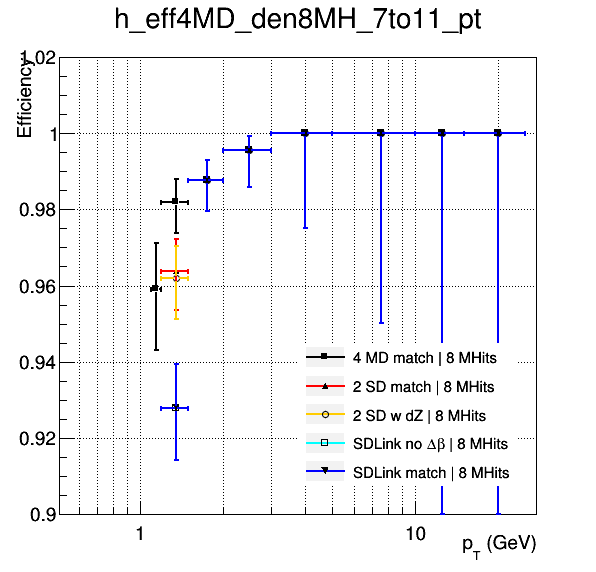 h_eff4MD_den8MH_7to11_pt
Efficiency
1.02
1
0.98
0.96
0.94
0.92
0.9
4 MD match | 8 MHits
2 SD match | 8 MHits
2 SD w dZ | 8 MHits
SDLink no Δβ | 8 MHits
SDLink match | 8 MHits
1
10
p_T (GeV)